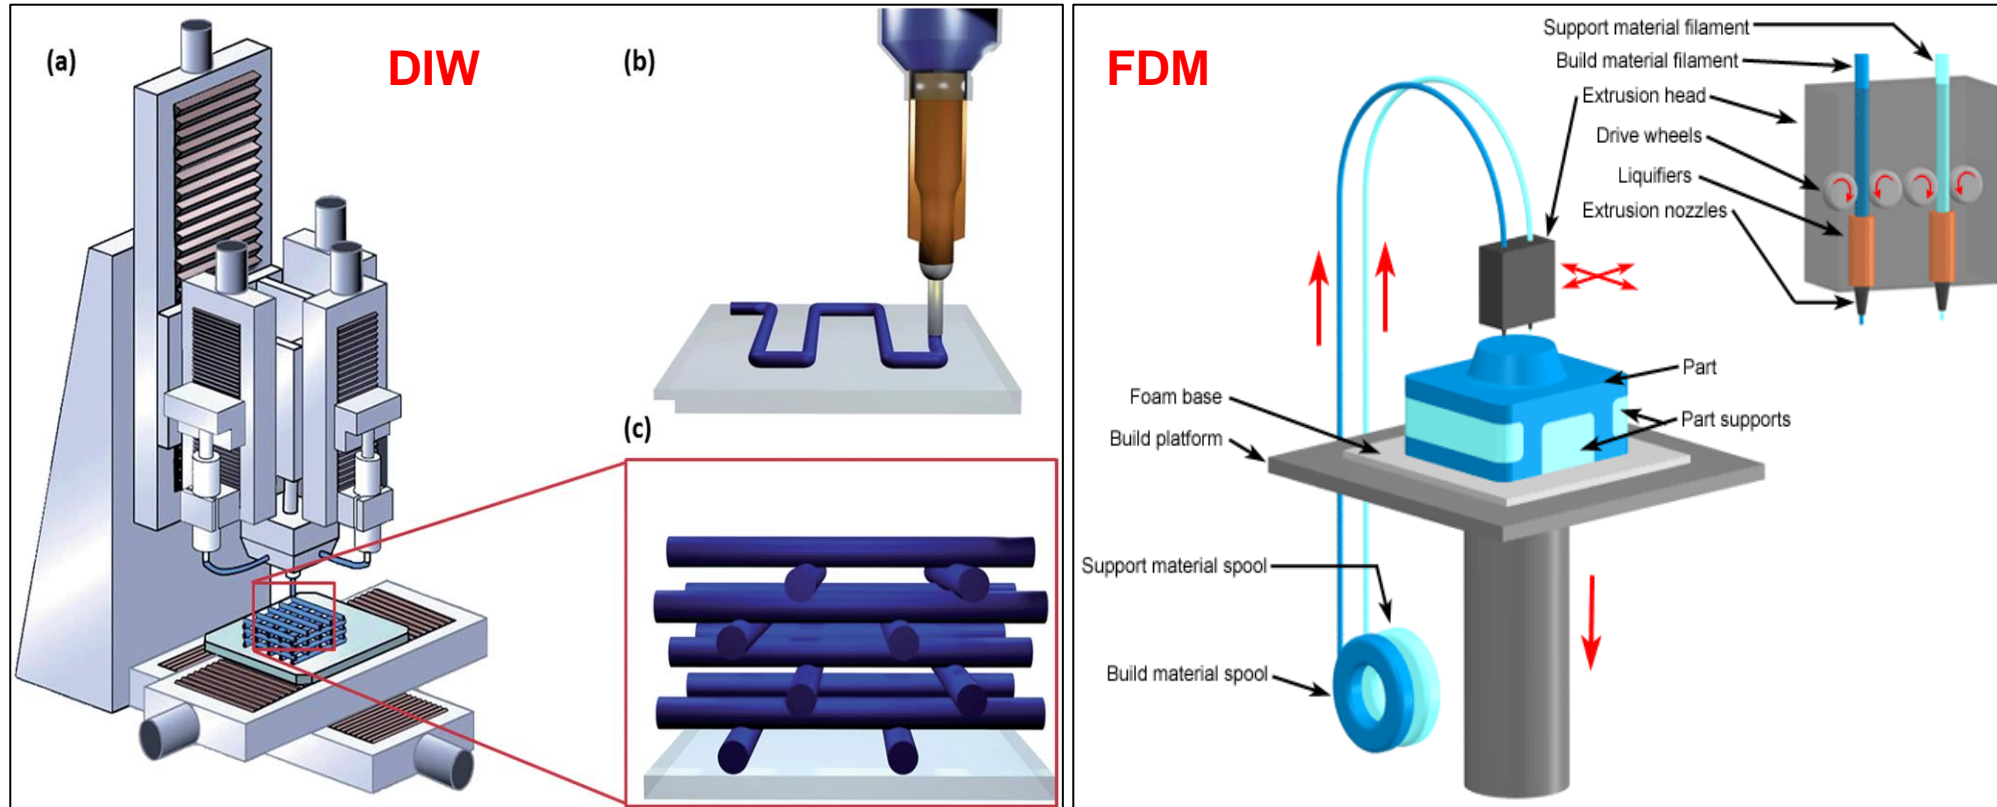 (a)
DIW
(b)
(c)
FDM
Support material filament
Build material filament
Extrusion head
Drive wheels
Liquifiers
Extrusion nozzles
Part
Foam base
Part supports
Build platform
Support material spool
Build material spool